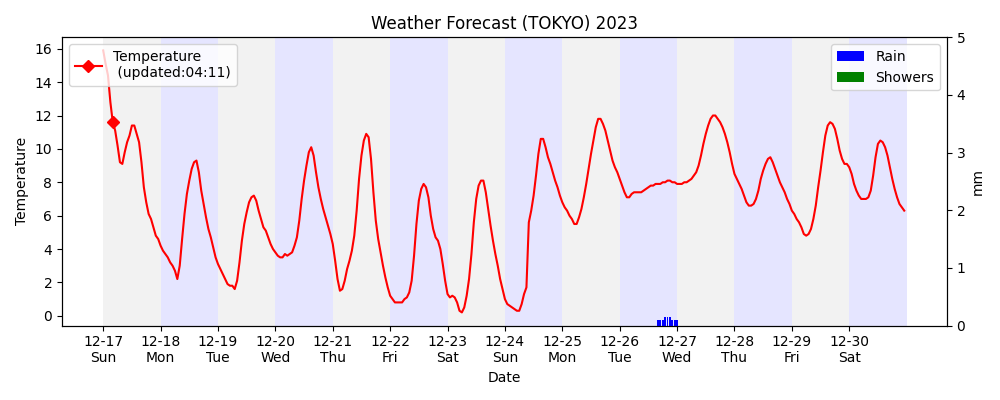 Weather Forecast (TOKYO) 2023
Temperature
(updated:04:11)
Rain
Showers
Temperature
16
14
12
10
8
6
4
2
0
5
4
3
2
1
0
mm
12-17 12-18 12-19 12-20 12-21 12-22 12-23 12-24 12-25 12-26 12-27 12-28 12-29 12-30
Sun Mon Tue Wed Thu Fri Sat Sun Mon Tue Wed Thu Fri Sat
Date